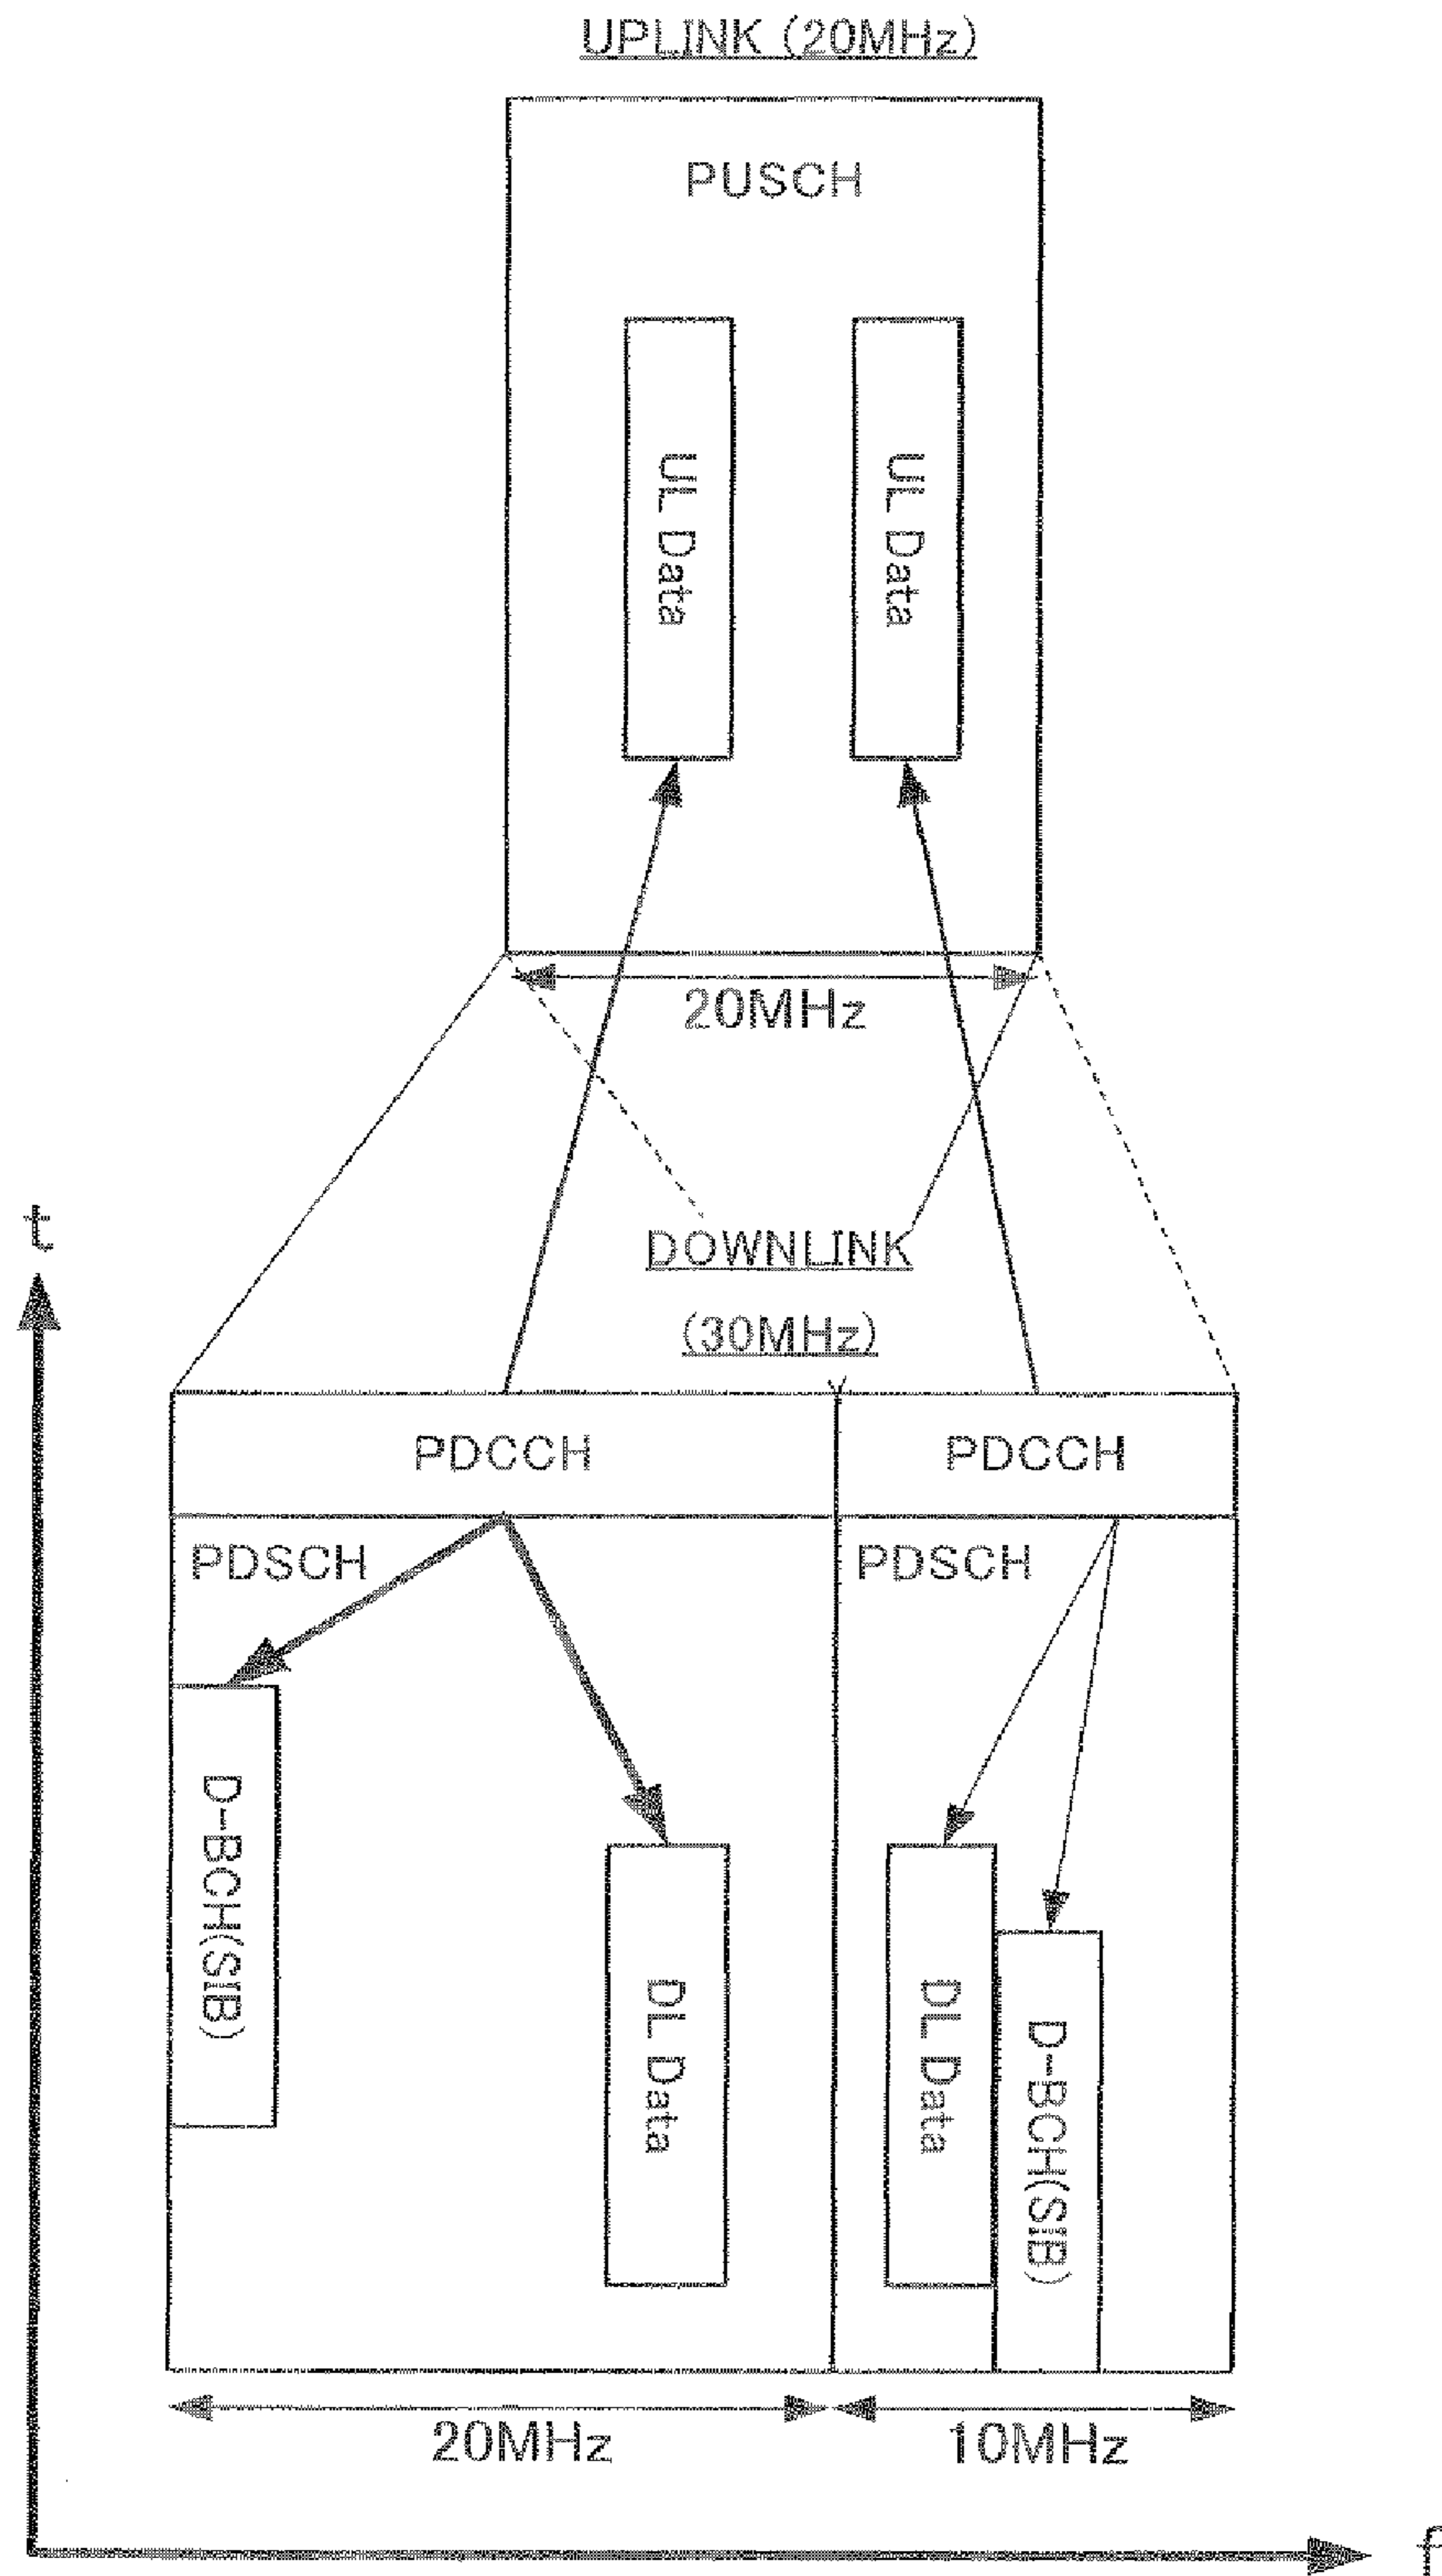 UPLINK (20MHz)
PUSCH
UL Data
UL Data
20MHz
t
DOWNLINK
(30MHz)
PDCCH
PDCCH
PDSCH
PDSCH
D-BCH(SIB)
DL Data
DL Data
D-BCH(SIB)
20MHz
10MHz
f